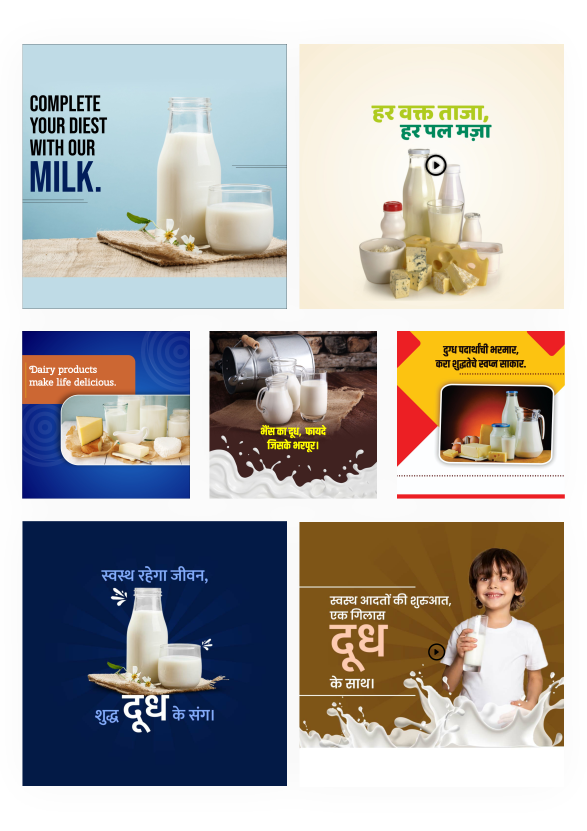 COMPLETE
YOUR DIEST
WITH OUR
MILK.
हर वक्त ताजा,
हर पल मज़ा
Dairy products
make life delicious.
भैंस का दूध, फायदे
जिसके भरपूर।
दुग्ध पदार्थांची भरमार,
करा शुद्धतेचे स्वप्न साकार.
स्वस्थ रहेगा जीवन,
शुद्ध दूध के संग।
स्वस्थ आदतों की शुरुआत,
एक गिलास
दूध
के साथ।